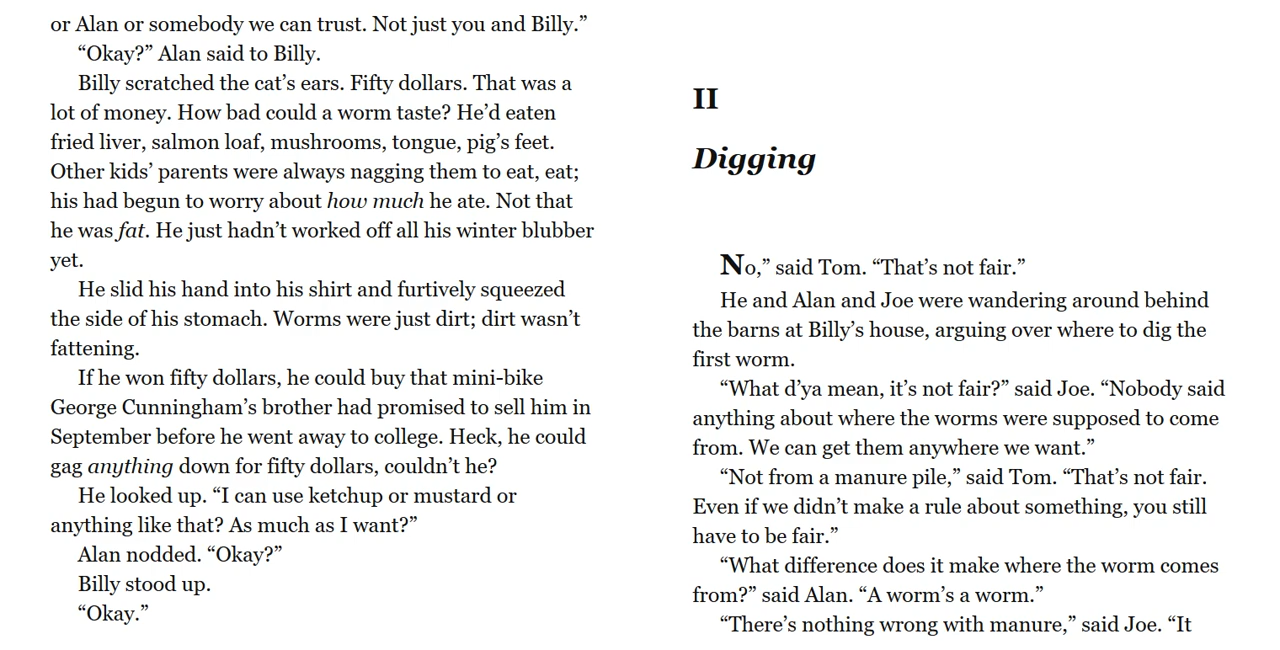 or Alan or somebody we can trust. Not just you and Billy.”
“Okay?” Alan said to Billy.
Billy scratched the cat’s ears. Fifty dollars. That was a
lot of money. How bad could a worm taste? He’d eaten
fried liver, salmon loaf, mushrooms, tongue, pig’s feet.
Other kids’ parents were always nagging them to eat, eat;
his had begun to worry about how much he ate. Not that
he was fat. He just hadn’t worked off all his winter blubber
yet.
He slid his hand into his shirt and furtively squeezed
the side of his stomach. Worms were just dirt; dirt wasn’t
fattening.
If he won fifty dollars, he could buy that mini-bike
George Cunningham’s brother had promised to sell him in
September before he went away to college. Heck, he could
gag anything down for fifty dollars, couldn’t he?
He looked up. “I can use ketchup or mustard or
anything like that? As much as I want?”
Alan nodded. “Okay?”
Billy stood up.
“Okay.”
II
Digging
No,” said Tom. “That’s not fair.”
He and Alan and Joe were wandering around behind
the barns at Billy’s house, arguing over where to dig the
first worm.
“What d’ya mean, it’s not fair?” said Joe. “Nobody said
anything about where the worms were supposed to come
from. We can get them anywhere we want.”
“Not from a manure pile,” said Tom. “That’s not fair.
Even if we didn’t make a rule about something, you still
have to be fair.”
“What difference does it make where the worm comes
from?” said Alan. “A worm’s a worm.”
“There’s nothing wrong with manure,” said Joe. “It